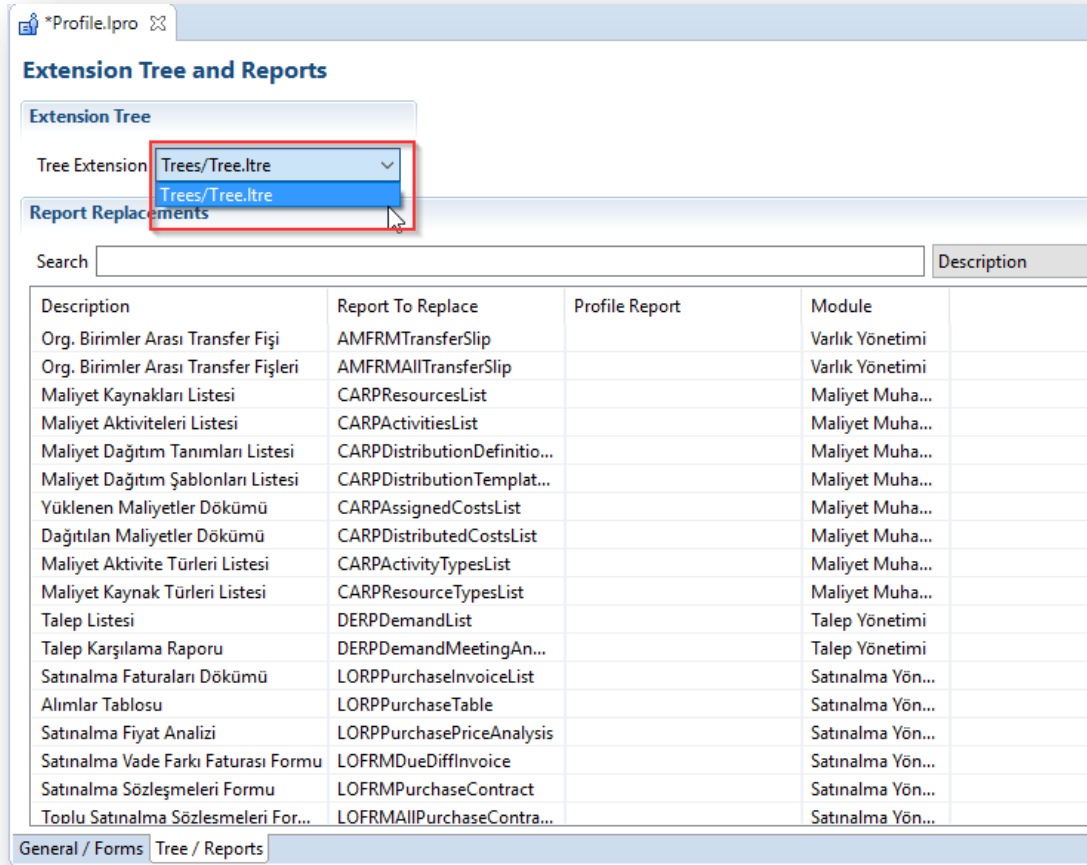 *Profile.lpro
Extension Tree and Reports
Extension Tree
Tree Extension Trees/Tree.ltre
Trees/Tree.ltre
Report Replacements
Search Description
Description Report To Replace Profile Report Module
Org. Birimler Arası Transfer Fişi AMFRMTransferSlip Varlık Yönetimi
Org. Birimler Arası Transfer Fişleri AMFRMAllTransferSlip Varlık Yönetimi
Maliyet Kaynakları Listesi CARPResourcesList Maliyet Muha...
Maliyet Aktiviteleri Listesi CARPActivitiesList Maliyet Muha...
Maliyet Dağıtım Tanımları Listesi CARPDistributionDefinitio... Maliyet Muha...
Maliyet Dağıtım Şablonları Listesi CARPDistributionTemplat... Maliyet Muha...
Yüklenen Maliyetler Dökümü CARPAssignedCostsList Maliyet Muha...
Dağıtılan Maliyetler Dökümü CARPDistributedCostsList Maliyet Muha...
Maliyet Aktivite Türleri Listesi CARPActivityTypesList Maliyet Muha...
Maliyet Kaynak Türleri Listesi CARPResourceTypesList Maliyet Muha...
Talep Listesi DERPDemandList Talep Yönetimi
Talep Karşılama Raporu DERPDemandMeetingAn... Talep Yönetimi
Satınalma Faturaları Dökümü LORPPurchaseInvoiceList Satınalma Yön...
Alımlar Tablosu LORPPurchaseTable Satınalma Yön...
Satınalma Fiyat Analizi LORPPurchasePriceAnalysis Satınalma Yön...
Satınalma Vade Farkı Faturası Formu LOFRMDueDiffInvoice Satınalma Yön...
Satınalma Sözleşmeleri Formu LOFRMPurchaseContract Satınalma Yön...
Toplu Satınalma Sözleşmeleri For... LOFRMAllPurchaseContra... Satınalma Yön...
General / Forms Tree / Reports